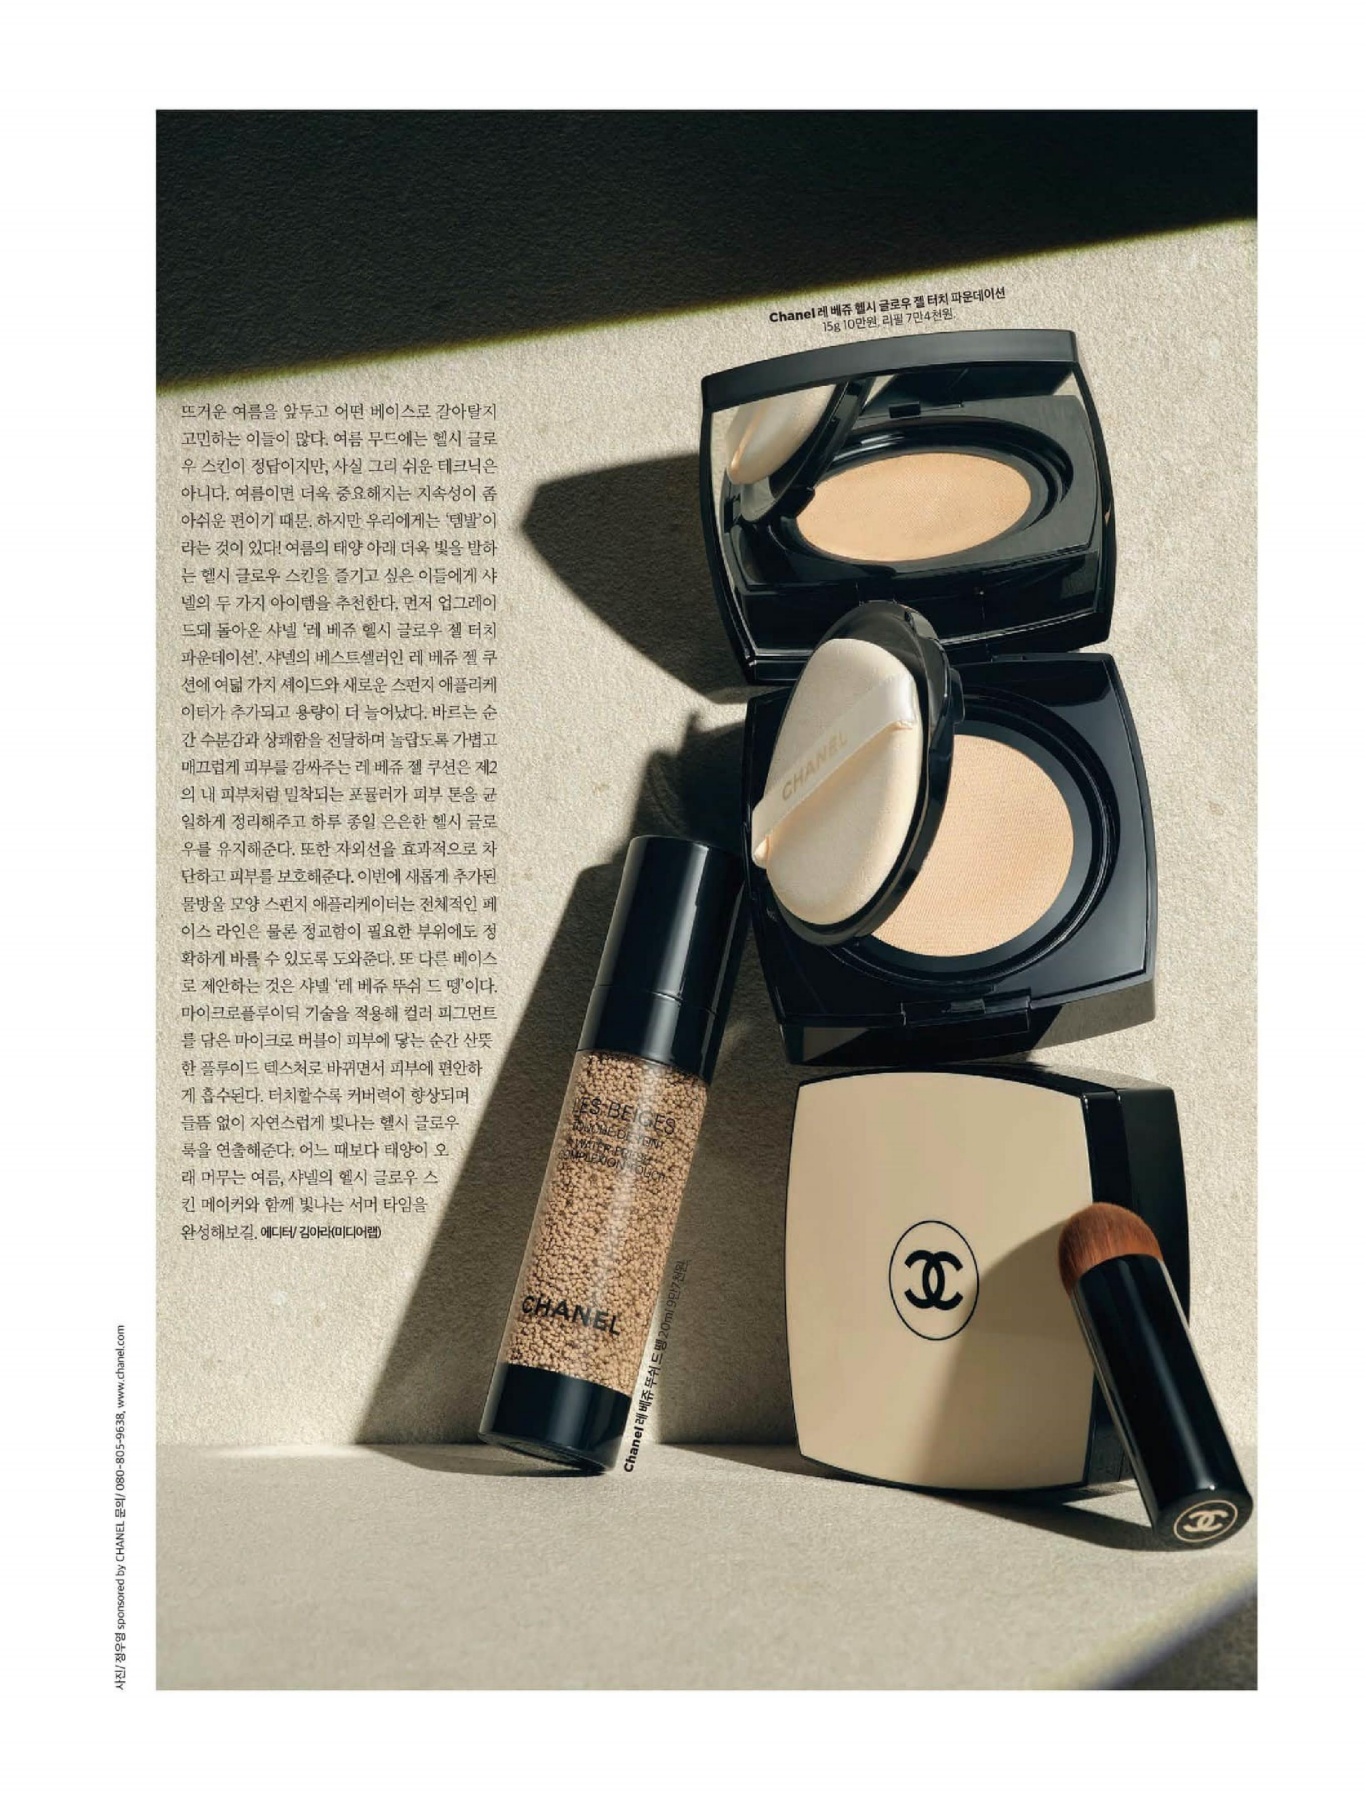 Chanel 레 베쥬 헬시 글로우 젤 터치 파운데이션
15g 10만원, 리필 7만4천원.
뜨거운 여름을 앞두고 어떤 베이스로 갈아탈지
고민하는 이들이 많다. 여름 무드에는 헬시 글로
우 스킨이 정답이지만, 사실 그리 쉬운 테크닉은
아니다. 여름이면 더욱 중요해지는 지속성이 좀
아쉬운 편이기 때문. 하지만 우리에게는 ‘템발’이
라는 것이 있다! 여름의 태양 아래 더욱 빛을 발하
는 헬시 글로우 스킨을 즐기고 싶은 이들에게 샤
넬의 두 가지 아이템을 추천한다. 먼저 업그레이
드돼 돌아온 샤넬 ‘레 베쥬 헬시 글로우 젤 터치
파운데이션’. 샤넬의 베스트셀러인 레 베쥬 젤 쿠
션에 여덟 가지 셰이드와 새로운 스펀지 애플리케
이터가 추가되고 용량이 더 늘어났다. 바르는 순
간 수분감과 상쾌함을 전달하며 놀랍도록 가볍고
매끄럽게 피부를 감싸주는 레 베쥬 젤 쿠션은 제2
의 내 피부처럼 밀착되는 포뮬러가 피부 톤을 균
일하게 정리해주고 하루 종일 은은한 헬시 글로
우를 유지해준다. 또한 자외선을 효과적으로 차
단하고 피부를 보호해준다. 이번에 새롭게 추가된
물방울 모양 스펀지 애플리케이터는 전체적인 페
이스 라인은 물론 정교함이 필요한 부위에도 정
확하게 바를 수 있도록 도와준다. 또 다른 베이스
로 제안하는 것은 샤넬 ‘레 베쥬 뚜쉬 드 뗑’이다.
마이크로플루이딕 기술을 적용해 컬러 피그먼트
를 담은 마이크로 버블이 피부에 닿는 순간 산뜻
한 플루이드 텍스처로 바뀌면서 피부에 편안하
게 흡수된다. 터치할수록 커버력이 향상되며
들뜸 없이 자연스럽게 빛나는 헬시 글로우
룩을 연출해준다. 어느 때보다 태양이 오
래 머무는 여름, 샤넬의 헬시 글로우 스
킨 메이커와 함께 빛나는 서머 타임을
완성해보길. 에디터/ 김아라(미디어랩)
CHANEL
LES BEIGES
TOUCHE DE TEINT
WATER-FRESH
COMPLEXION TOUCH
CHANEL
Chanel 레 베쥬 뚜쉬 드 뗑 20ml 9만7천원.
사진/ 정우영 sponsored by CHANEL 문의/ 080-805-9638, www.chanel.com